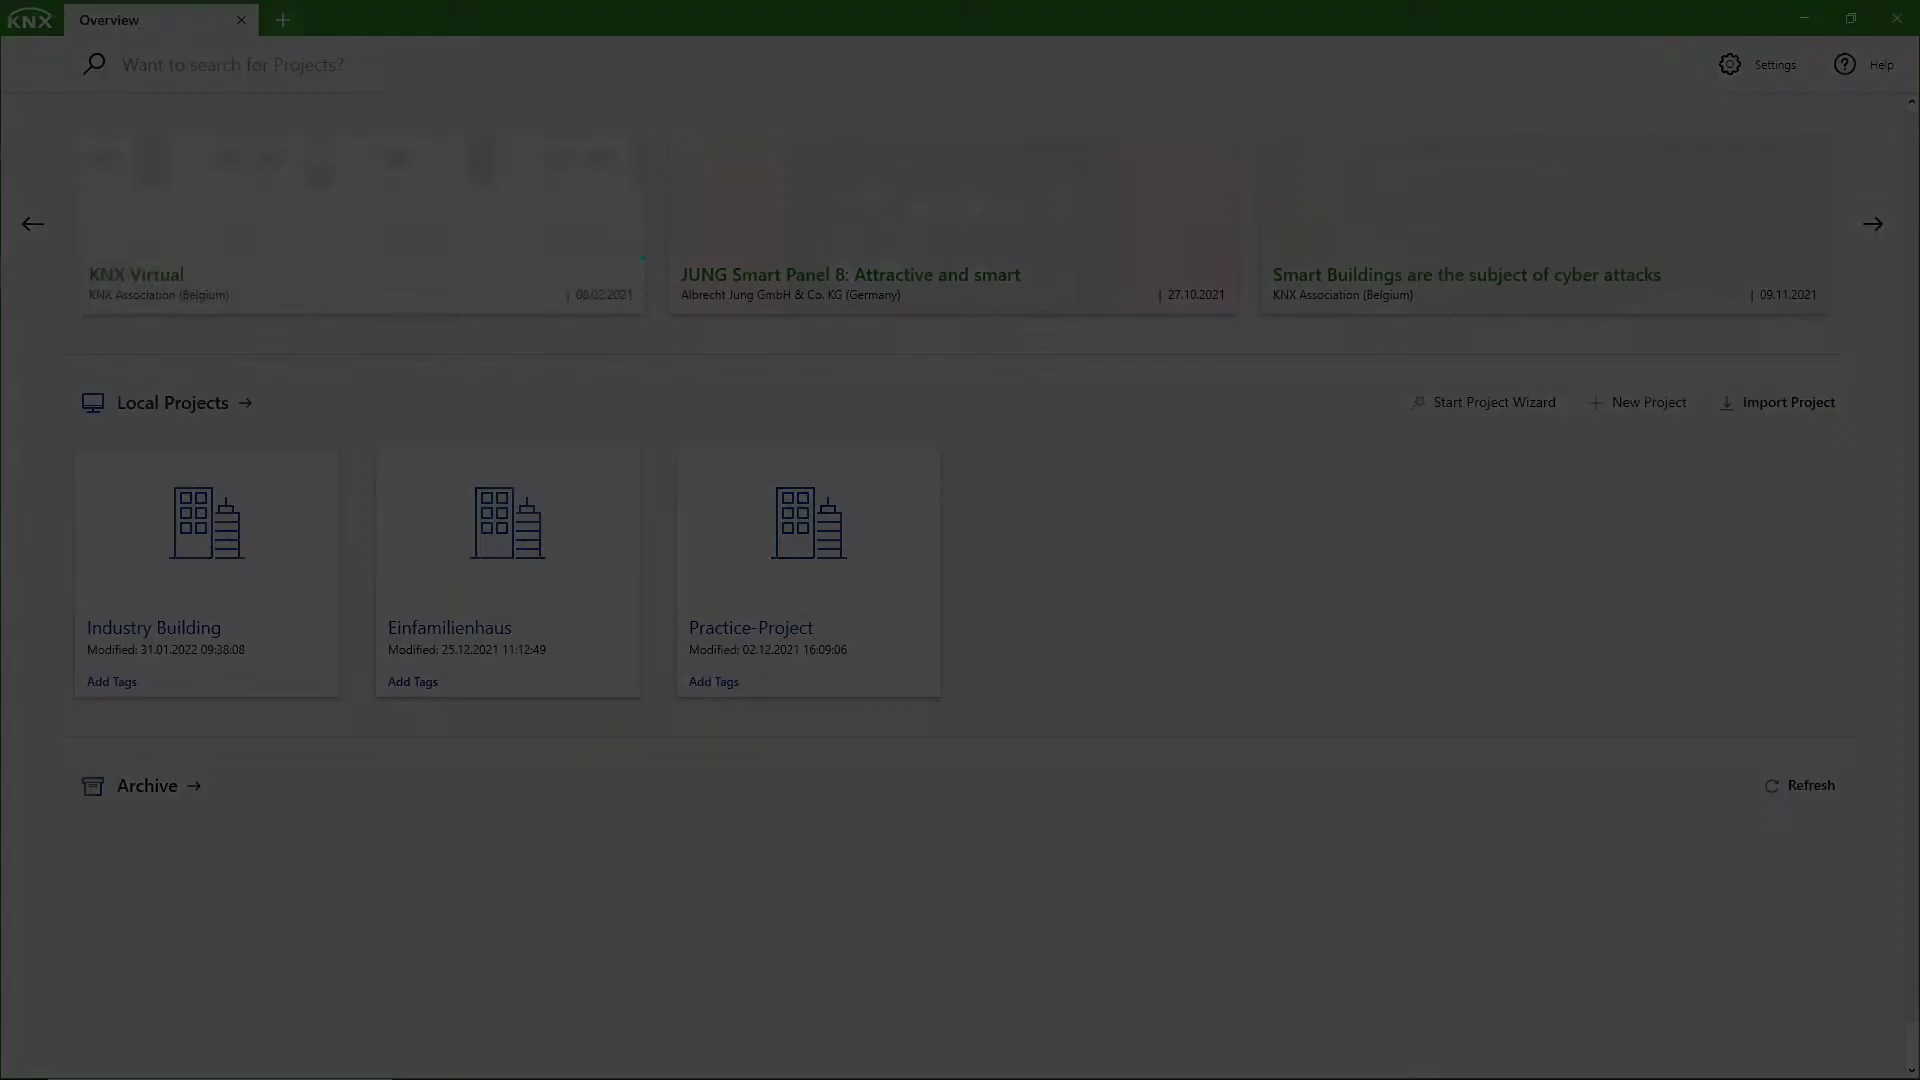 KNX
Overview
Want to search for Projects?
Settings
Help
KNX Virtual
KNX Association (Belgium) | 08.02.2021
JUNG Smart Panel 8: Attractive and smart
Albrecht Jung GmbH & Co. KG (Germany) | 27.10.2021
Smart Buildings are the subject of cyber attacks
KNX Association (Belgium) | 09.11.2021
Local Projects
Start Project Wizard
New Project
Import Project
Industry Building
Modified: 31.01.2022 09:38:08
Add Tags
Einfamilienhaus
Modified: 25.12.2021 11:12:49
Add Tags
Practice-Project
Modified: 02.12.2021 16:09:06
Add Tags
Archive
Refresh